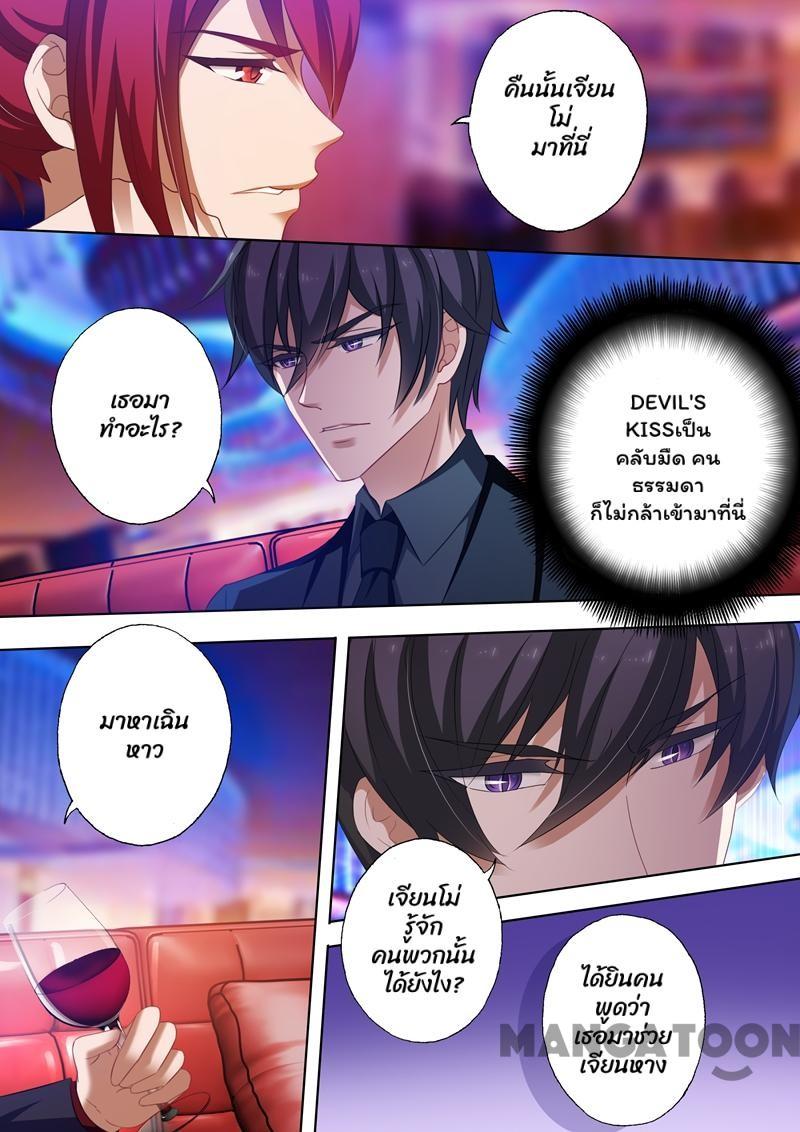 คืนนั้นเจียน
โม่
มาที่นี่
เธอมา
ทำอะไร?
DEVIL'S
KISSเป็น
คลับมืด คน
ธรรมดา
ก็ไม่กล้าเข้ามาที่นี่
มาหาเฉิน
หาว
เจียนโม่
รู้จัก
คนพวกนั้น
ได้ยังไง?
ได้ยินคน
พูดว่า
เธอมาช่วย
เจียนหาง
MANGATOON